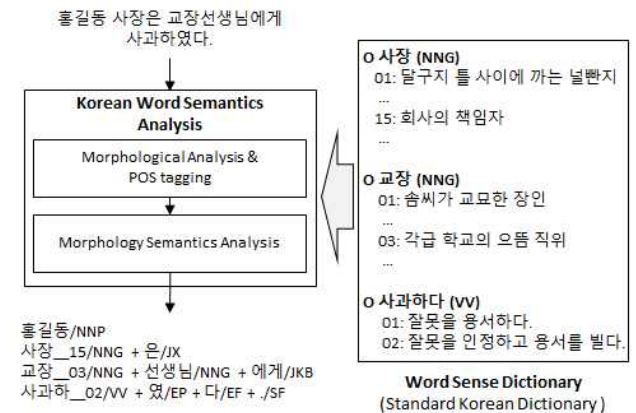 홍길동 사장은 교장선생님에게
사과하였다.
Korean Word Semantics
Analysis
Morphological Analysis &
POS tagging
Morphology Semantics Analysis
홍길동/NNP
사장__15/NNG + 은/JX
교장__03/NNG + 선생님/NNG + 에게/JKB
사과하__02/VV + 였/EP + 다/EF + ./SF
O 사장 (NNG)
01: 달구지 틀 사이에 까는 널빤지
...
15: 회사의 책임자
...
O 교장 (NNG)
01: 솜씨가 교묘한 장인
...
03: 각급 학교의 으뜸 직위
...
O 사과하다 (VV)
01: 잘못을 용서하다.
02: 잘못을 인정하고 용서를 빌다.
Word Sense Dictionary
(Standard Korean Dictionary )